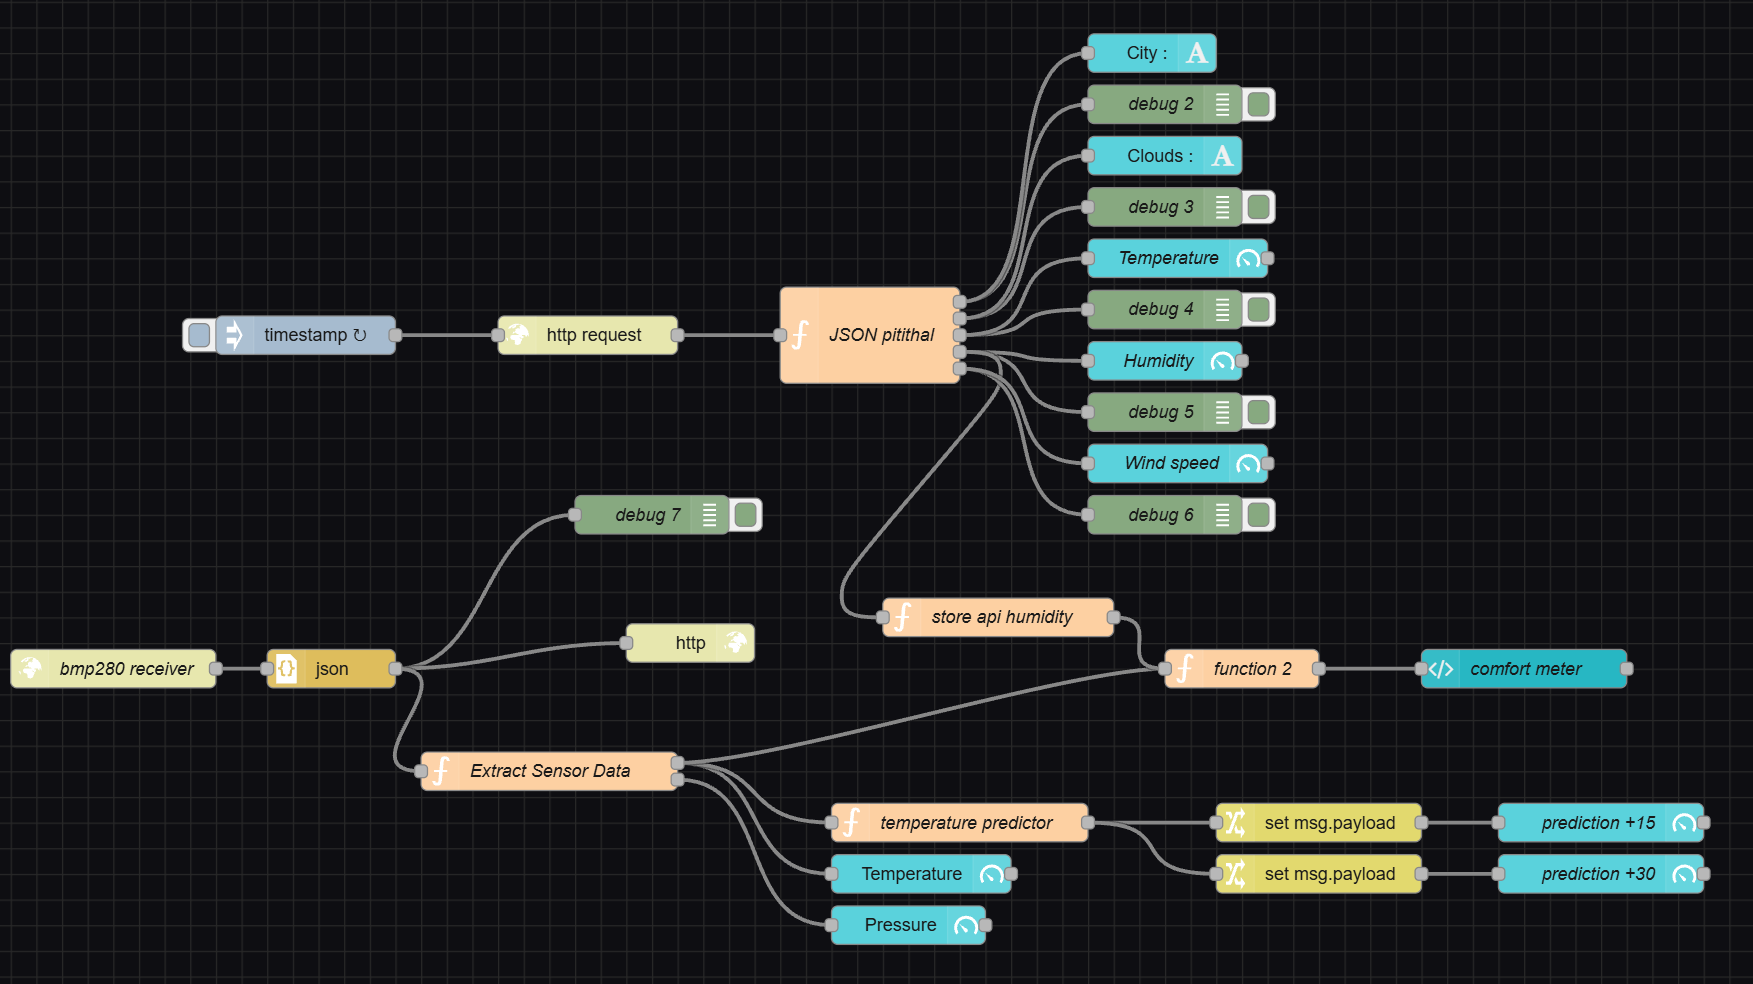 City :
debug 2
Clouds :
debug 3
Temperature
debug 4
timestamp ↻
http request
JSON pitithal
Humidity
debug 5
Wind speed
debug 6
debug 7
store api humidity
http
bmp280 receiver
json
function 2
comfort meter
Extract Sensor Data
temperature predictor
set msg.payload
prediction +15
Temperature
set msg.payload
prediction +30
Pressure